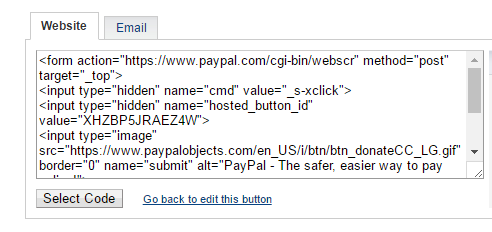 Website Email
<form action="https://www.paypal.com/cgi-bin/webscr" method="post"
target="_top">
<input type="hidden" name="cmd" value="_s-xclick">
<input type="hidden" name="hosted_button_id"
value="XHZBP5JRAEZ4W">
<input type="image"
src="https://www.paypalobjects.com/en_US/i/btn/btn_donateCC_LG.gif"
border="0" name="submit" alt="PayPal - The safer, easier way to pay
Select Code Go back to edit this button